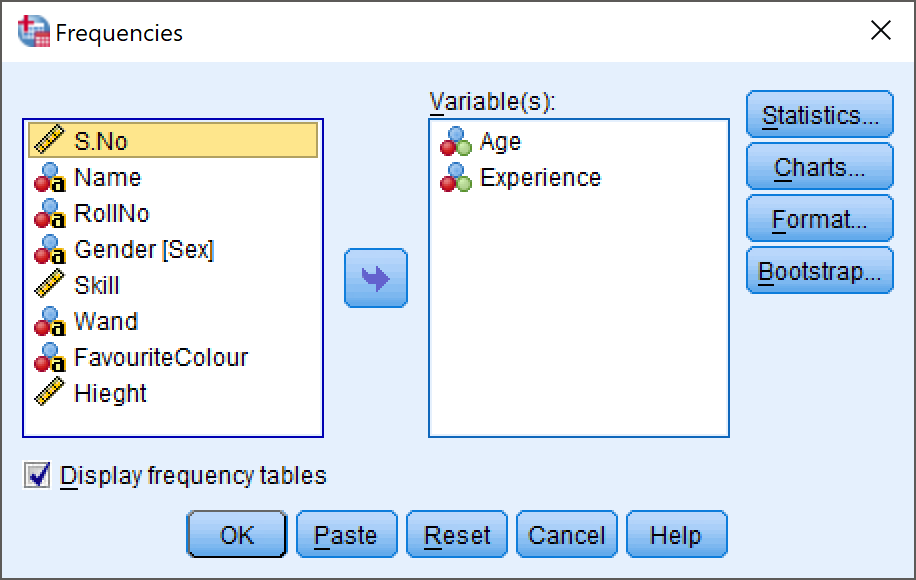 Frequencies
Variable(s):
S.No
Name
RollNo
Gender [Sex]
Skill
Wand
FavouriteColour
Hieght
Age
Experience
Statistics...
Charts...
Format...
Bootstrap...
Display frequency tables
OK Paste Reset Cancel Help